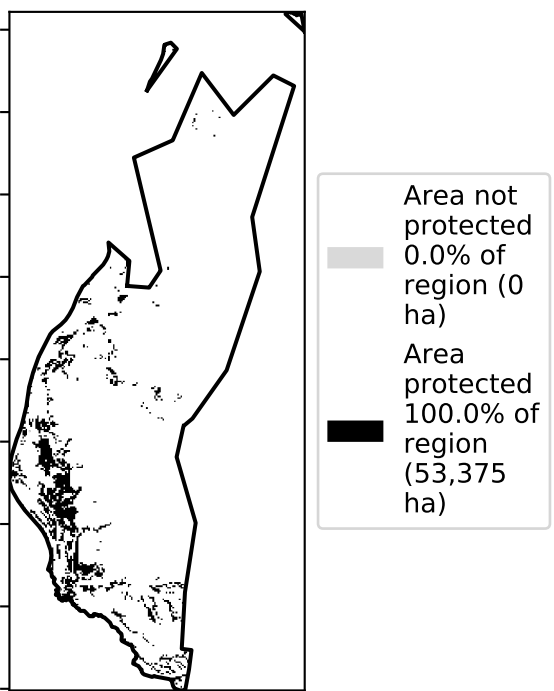 Area not
protected
0.0% of
region (0
ha)
Area
protected
100.0% of
region
(53,375
ha)